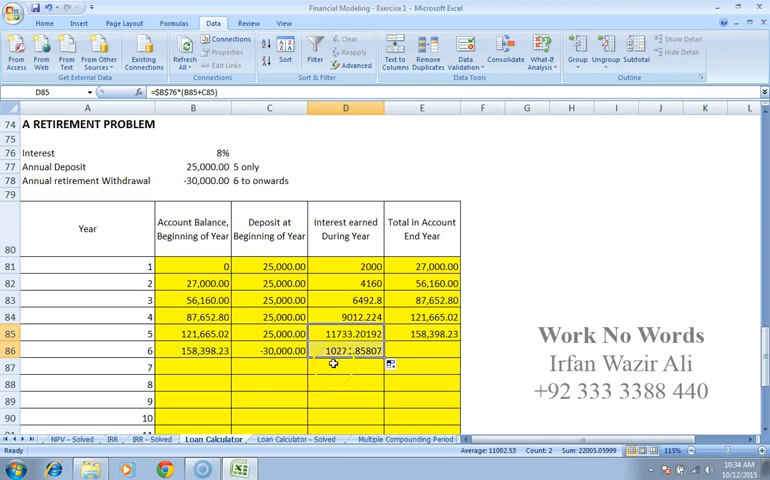 Financial Modeling - Exercise 1 - Microsoft Excel
Home Page Layout Formulas Data Review View
From Access From Web From Text From Other Sources Existing Connections
Get External Data
Refresh All Connections Properties Edit Links
Connections
Sort Filter Clear Reapply Advanced
Sort & Filter
Text to Columns Remove Duplicates Data Validation Consolidate What-If Analysis
Data Tools
Group Ungroup Subtotal Show Detail Hide Detail
Outline
D85 fx =$B$76*(B85+C85)
A B C D E F G H I J K L
74 A RETIREMENT PROBLEM
75
76 Interest 8%
77 Annual Deposit 25,000.00 5 only
78 Annual retirement Withdrawal -30,000.00 6 to onwards
79
80 Year Account Balance, Beginning of Year Deposit at Beginning of Year Interest earned During Year Total in Account End Year
81 1 0 25,000.00 2000 27,000.00
82 2 27,000.00 25,000.00 4160 56,160.00
83 3 56,160.00 25,000.00 6492.8 87,652.80
84 4 87,652.80 25,000.00 9012.224 121,665.02
85 5 121,665.02 25,000.00 11733.20192 158,398.23
86 6 158,398.23 -30,000.00 10271.85807
87 7
88 8
89 9
90 10
Work No Words
Irfan Wazir Ali
+92 333 3388 440
NPV – Solved IRR IRR – Solved Loan Calculator Loan Calculator – Solved Multiple Compounding Period
Ready Average: 11002.53 Count: 2 Sum: 22005.05999 115%
10:34 AM
10/12/2015